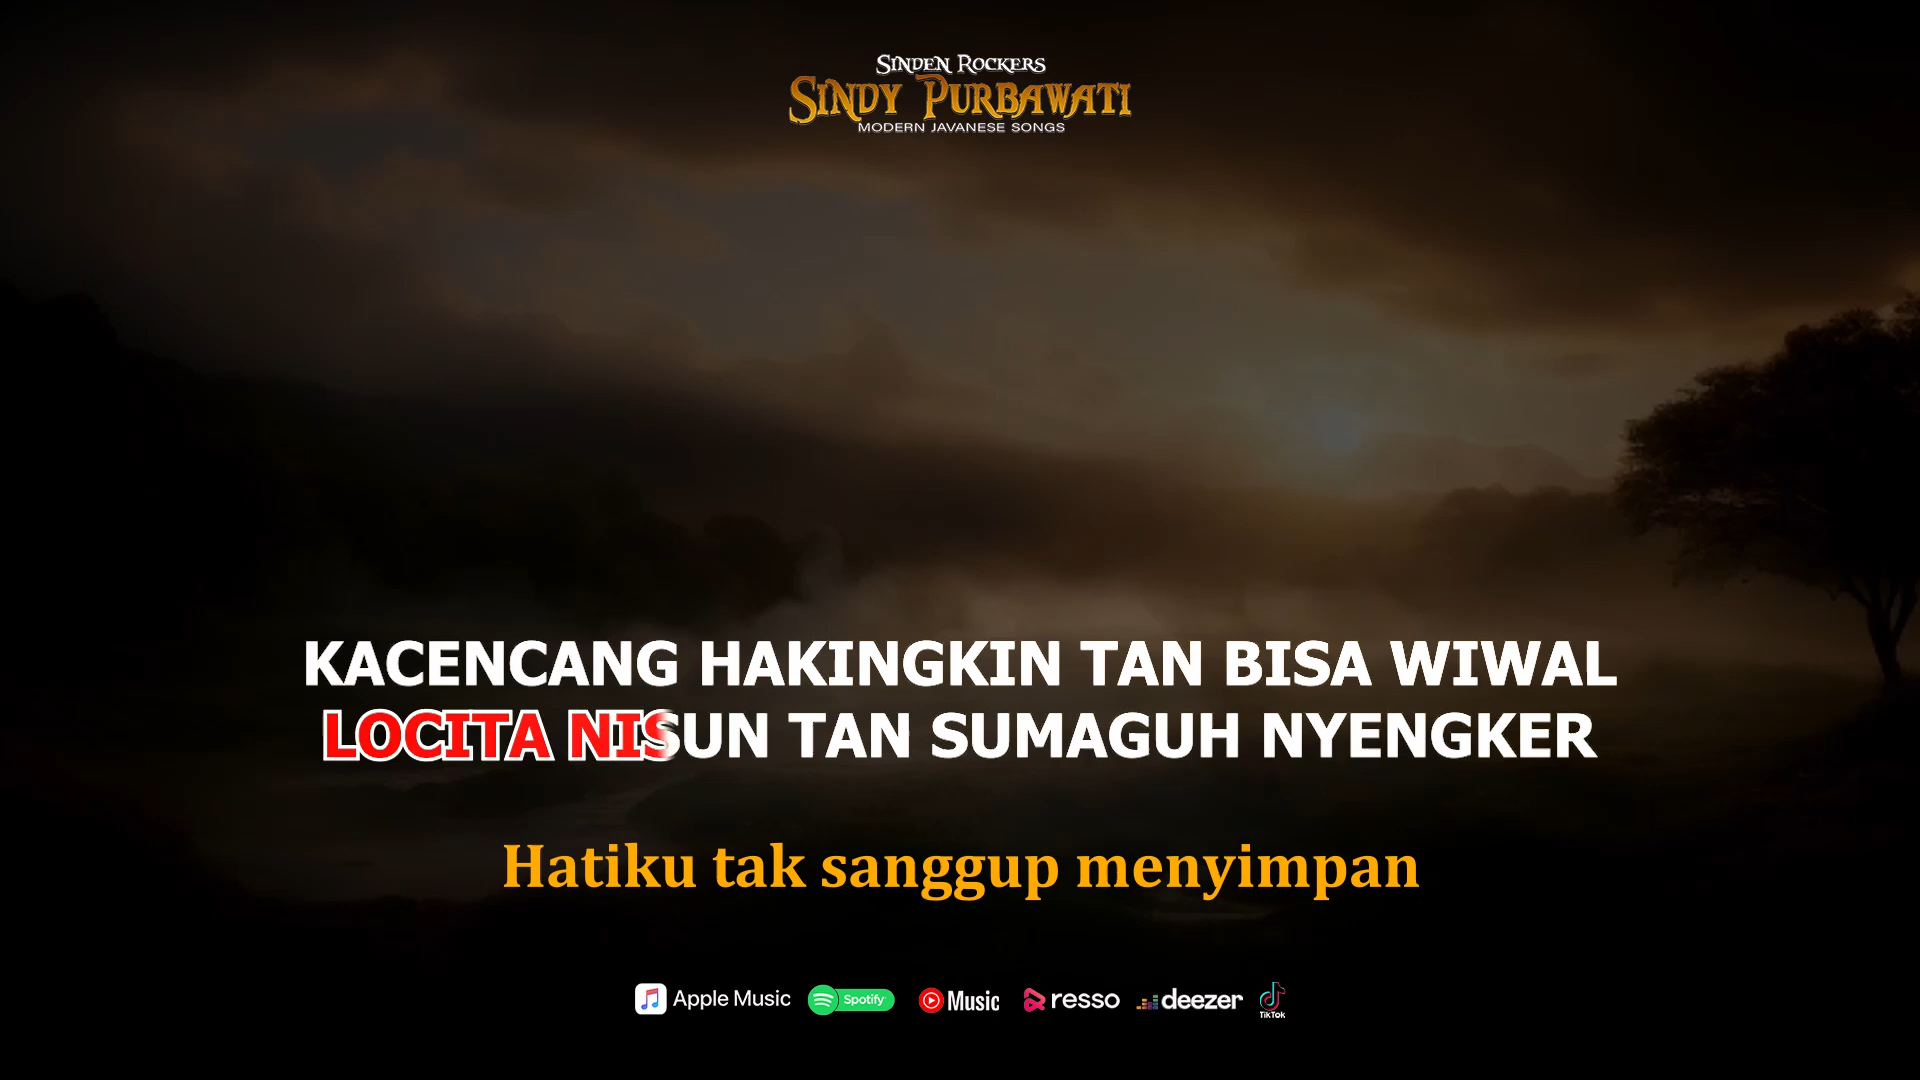 SINDEN ROCKERS
SINDY PURBAWATI
MODERN JAVANESE SONGS
KACENCANG HAKINGKIN TAN BISA WIWAL
LOCITA NISUN TAN SUMAGUH NYENGKER
Hatiku tak sanggup menyimpan
Apple Music Spotify Music resso deezer TikTok